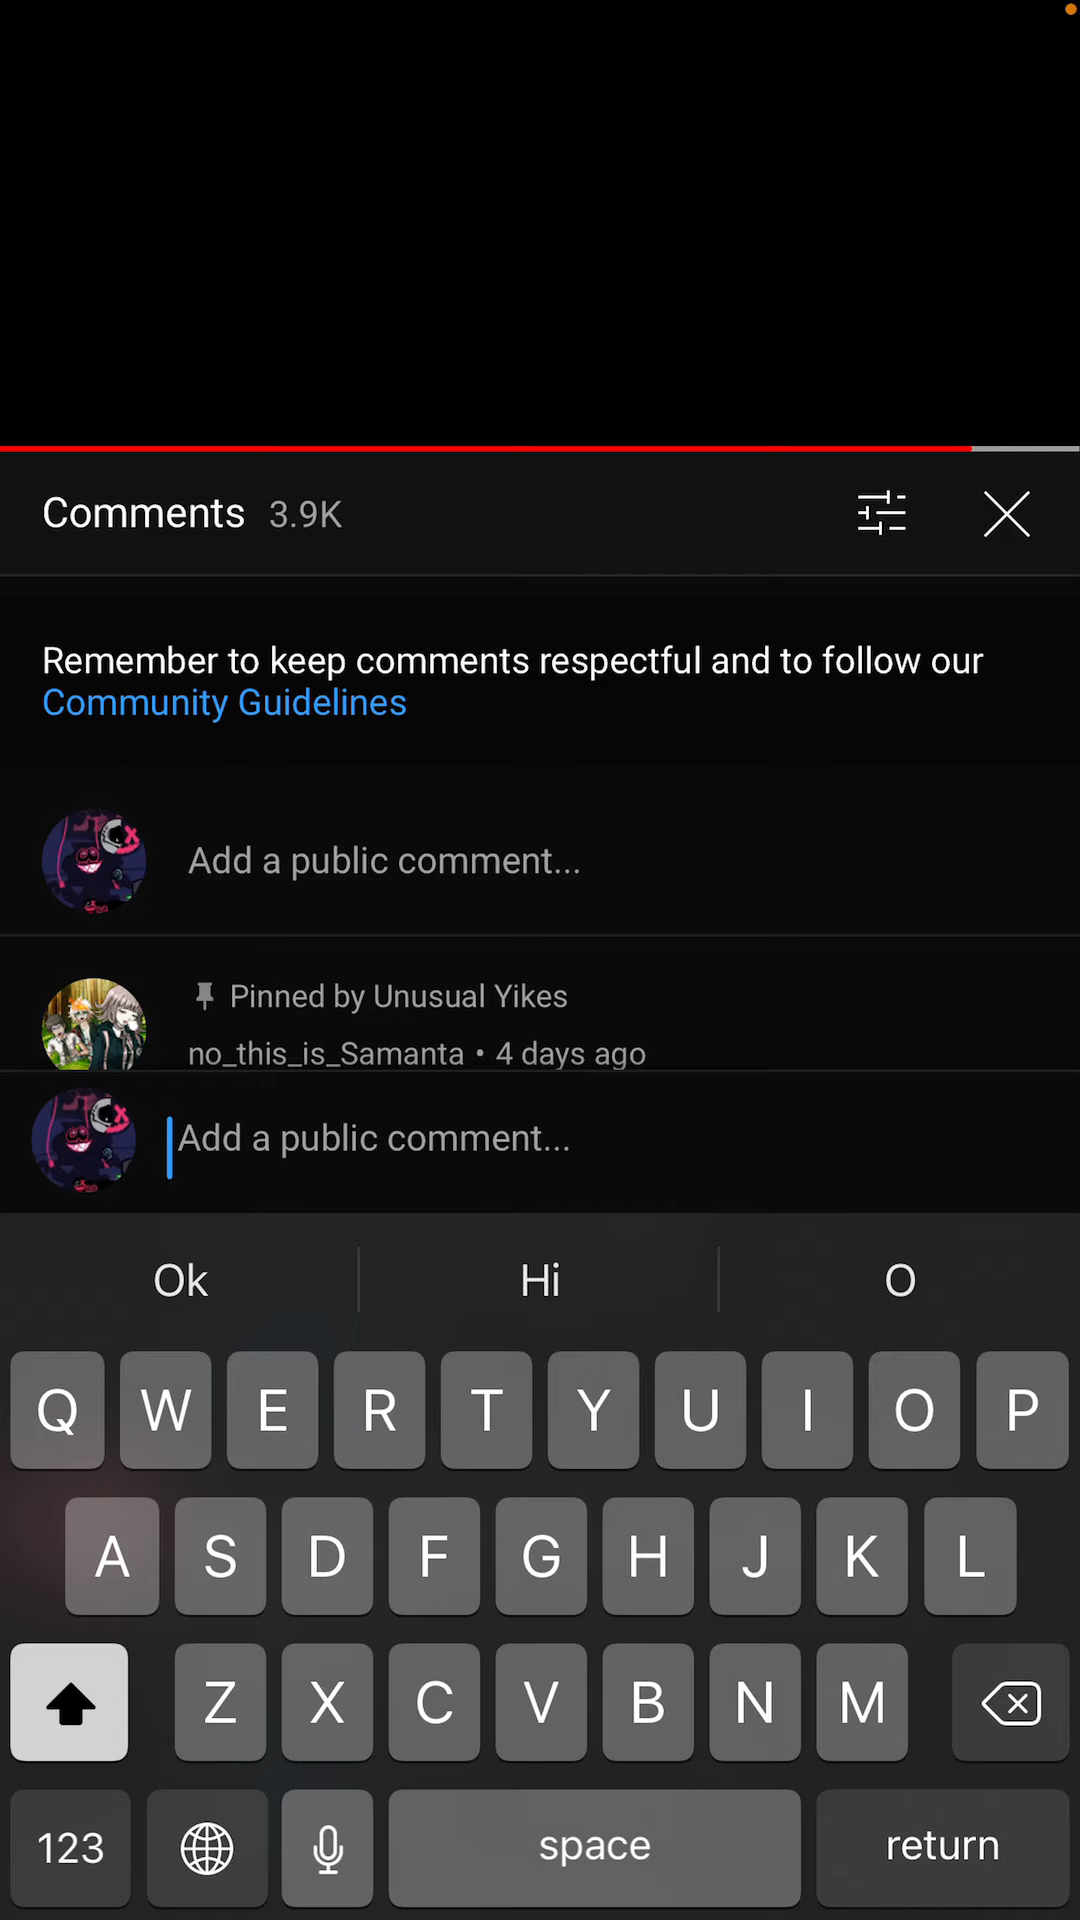 Comments 3.9K
Remember to keep comments respectful and to follow our
Community Guidelines
Add a public comment...
Pinned by Unusual Yikes
no_this_is_Samanta • 4 days ago
Add a public comment...
Ok Hi O
Q W E R T Y U I O P
A S D F G H J K L
Z X C V B N M
123 space return